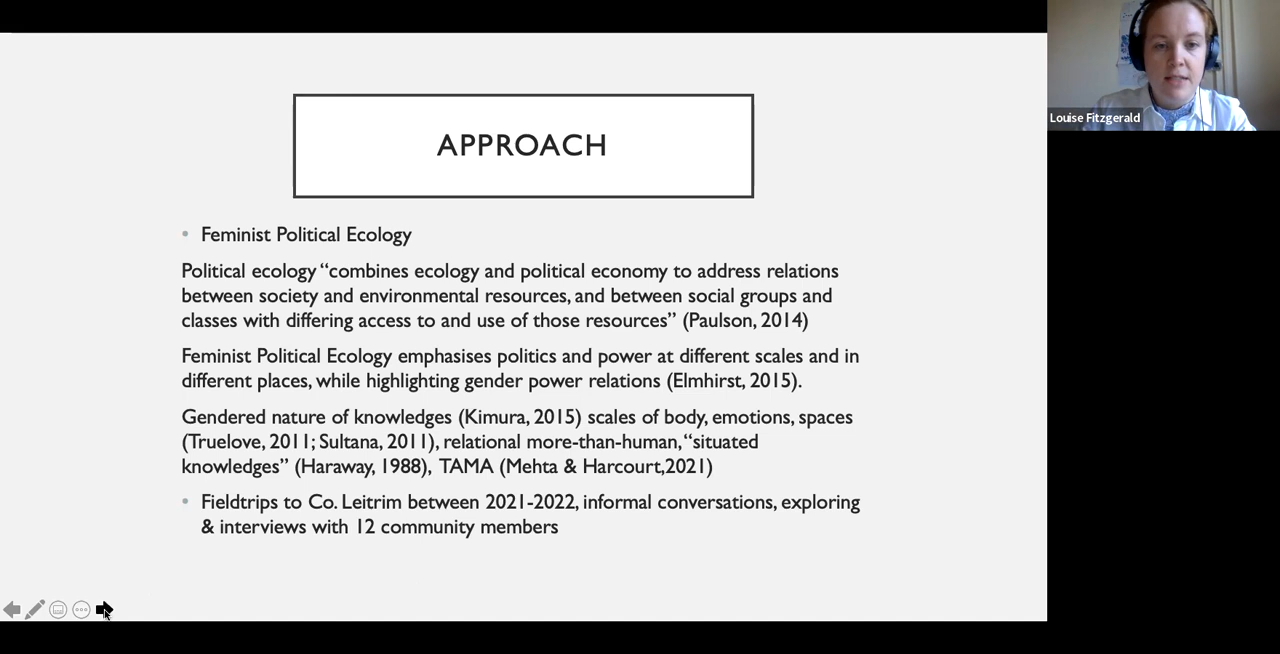 APPROACH
• Feminist Political Ecology
Political ecology “combines ecology and political economy to address relations
between society and environmental resources, and between social groups and
classes with differing access to and use of those resources” (Paulson, 2014)
Feminist Political Ecology emphasises politics and power at different scales and in
different places, while highlighting gender power relations (Elmhirst, 2015).
Gendered nature of knowledges (Kimura, 2015) scales of body, emotions, spaces
(Truelove, 2011; Sultana, 2011), relational more-than-human, “situated
knowledges” (Haraway, 1988), TAMA (Mehta & Harcourt,2021)
• Fieldtrips to Co. Leitrim between 2021-2022, informal conversations, exploring
& interviews with 12 community members
Louise Fitzgerald